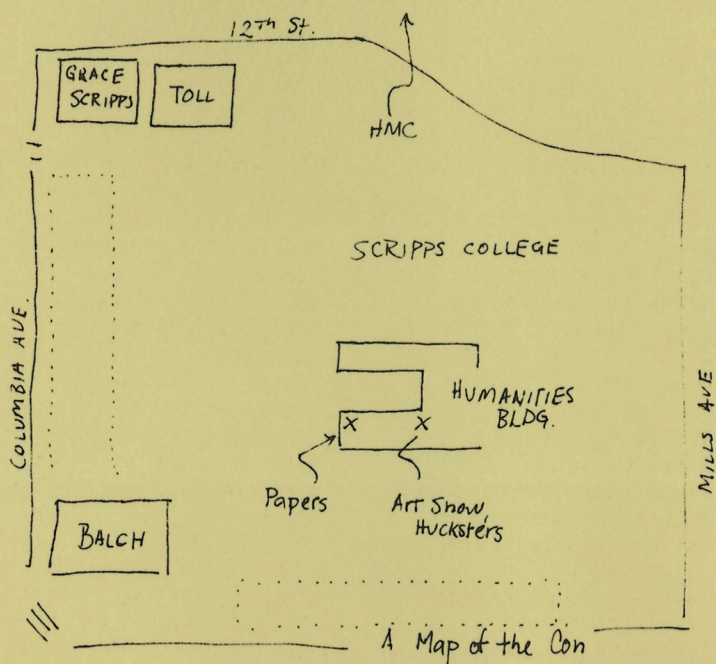 12Th St.
GRACE
SCRIPPS
TOLL
HMC
SCRIPPS COLLEGE
COLUMBIA AVE.
MILLS AVE
HUMANITIES
BLDG.
X X
Papers
Art Show,
Hucksters
BALCH
A Map of the Con